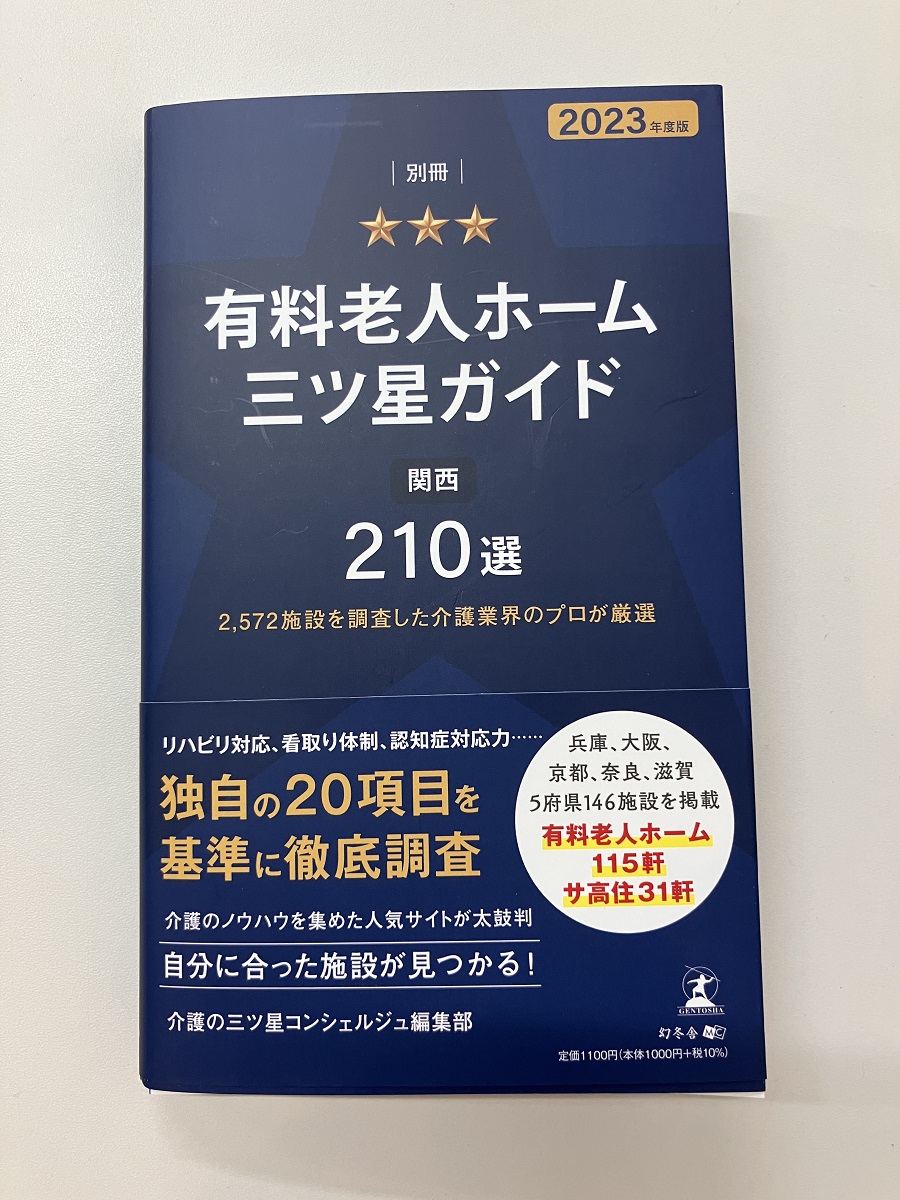 2023年度版
別冊
有料老人ホーム
三ツ星ガイド
関西
210選
2,572施設を調査した介護業界のプロが厳選
リハビリ対応、看取り体制、認知症対応力……
独自の20項目を
基準に徹底調査
介護のノウハウを集めた人気サイトが太鼓判
自分に合った施設が見つかる!
介護の三ツ星コンシェルジュ編集部
兵庫、大阪、
京都、奈良、滋賀
5府県146施設を掲載
有料老人ホーム
115軒
サ高住31軒
GENTOSHA
幻冬舎 MC
定価1100円(本体1000円+税10%)